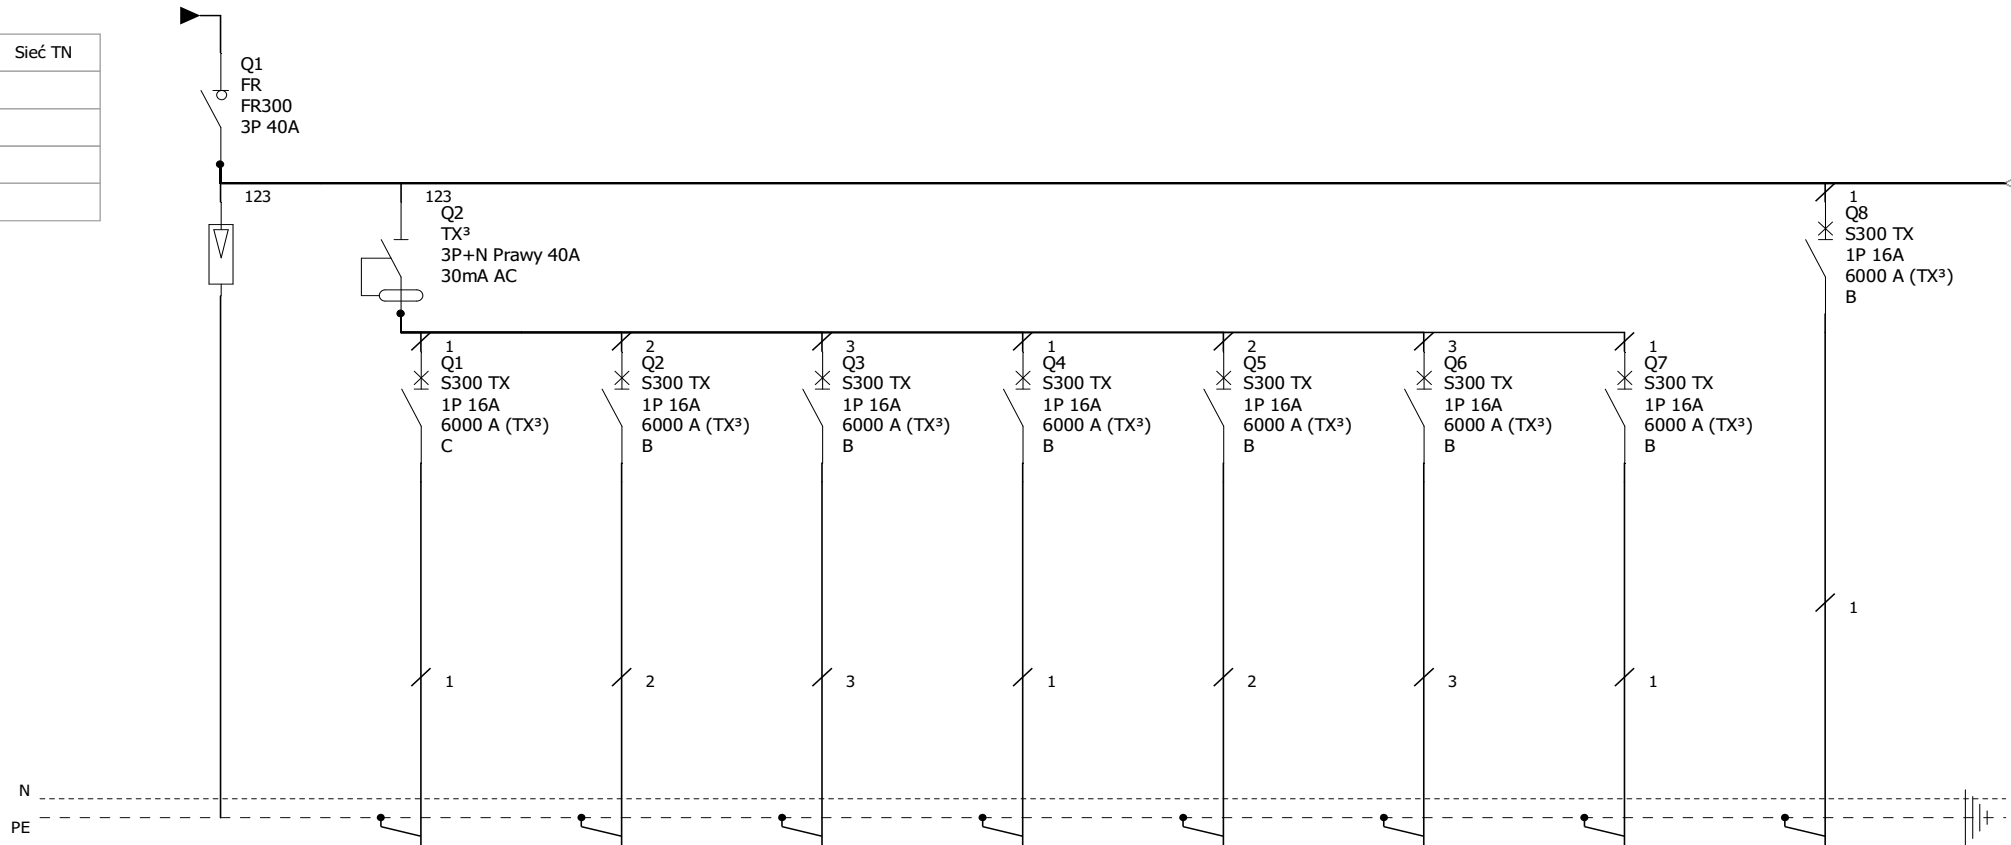 Sieć TN
Q1
FR
FR300
3P 40A
123
123
Q2
TX³
3P+N Prawy 40A
30mA AC
1
Q8
S300 TX
1P 16A
6000 A (TX³)
B
1
Q1
S300 TX
1P 16A
6000 A (TX³)
C
2
Q2
S300 TX
1P 16A
6000 A (TX³)
B
3
Q3
S300 TX
1P 16A
6000 A (TX³)
B
1
Q4
S300 TX
1P 16A
6000 A (TX³)
B
2
Q5
S300 TX
1P 16A
6000 A (TX³)
B
3
Q6
S300 TX
1P 16A
6000 A (TX³)
B
1
Q7
S300 TX
1P 16A
6000 A (TX³)
B
1
1
2
3
1
2
3
1
N
PE